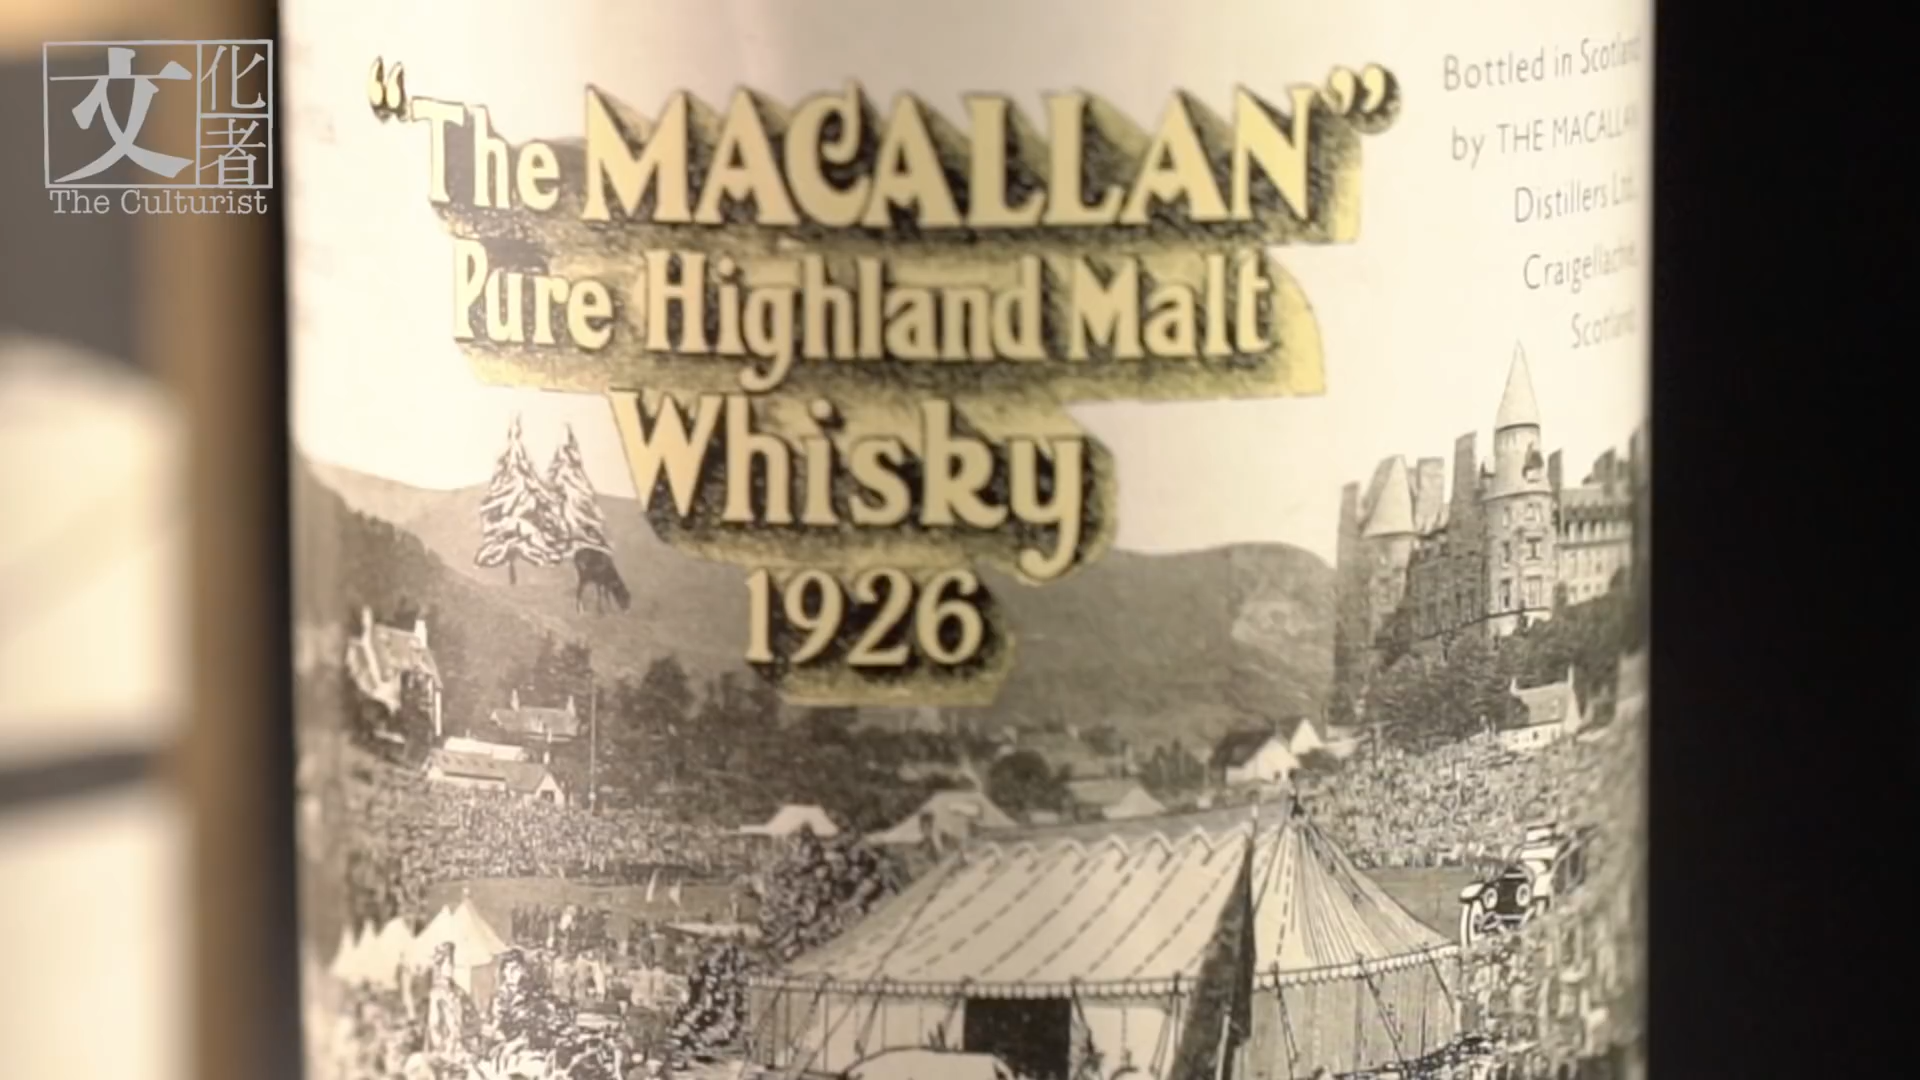 文化者
The Culturist
“The MACALLAN”
Pure Highland Malt
Whisky
1926
Bottled in Scotland
by THE MACALLAN
Distillers Ltd.
Craigellachie,
Scotland